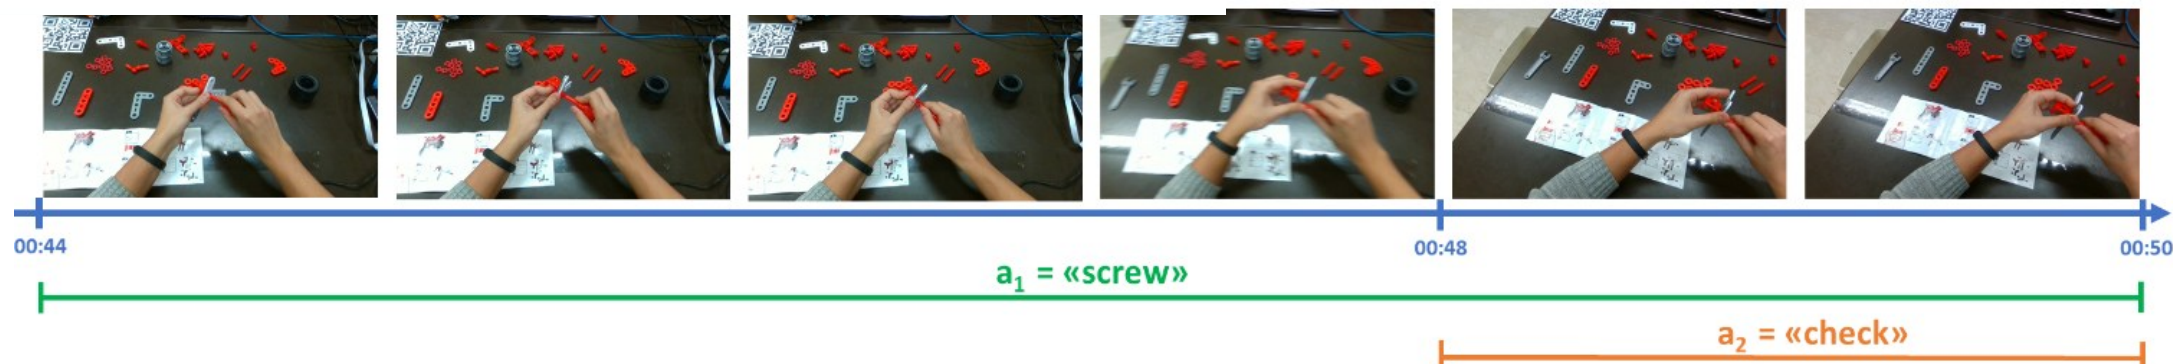 00:44
00:48
00:50
a₁ = «screw»
a₂ = «check»